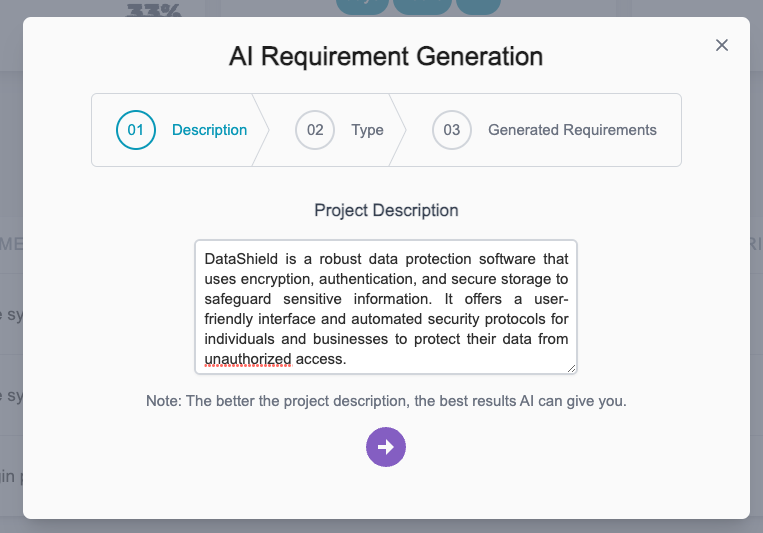 33%
AI Requirement Generation
01 Description 02 Type 03 Generated Requirements
Project Description
DataShield is a robust data protection software that
uses encryption, authentication, and secure storage to
safeguard sensitive information. It offers a user-
friendly interface and automated security protocols for
individuals and businesses to protect their data from
unauthorized access.
Note: The better the project description, the best results AI can give you.